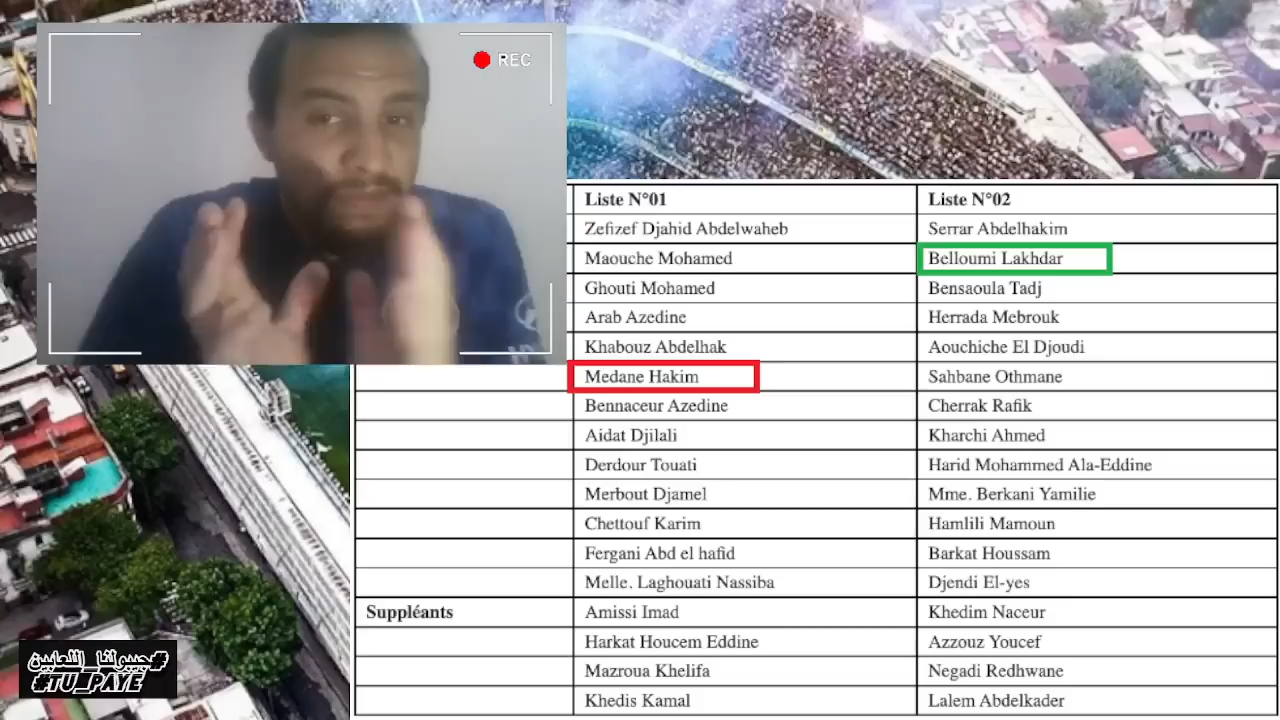 REC
Liste N°01 Liste N°02
Zefizef Djahid Abdelwaheb Serrar Abdelhakim
Maouche Mohamed Belloumi Lakhdar
Ghouti Mohamed Bensaoula Tadj
Arab Azedine Herrada Mebrouk
Khabouz Abdelhak Aouchiche El Djoudi
Medane Hakim Sahbane Othmane
Bennaceur Azedine Cherrak Rafik
Aidat Djilali Kharchi Ahmed
Derdour Touati Harid Mohammed Ala-Eddine
Merbout Djamel Mme. Berkani Yamilie
Chettouf Karim Hamlili Mamoun
Fergani Abd el hafid Barkat Houssam
Melle. Laghouati Nassiba Djendi El-yes
Suppléants Amissi Imad Khedim Naceur
Harkat Houcem Eddine Azzouz Youcef
Mazroua Khelifa Negadi Redhwane
Khedis Kamal Lalem Abdelkader
#جيبولنا_اللعابين
#TU_PAYE